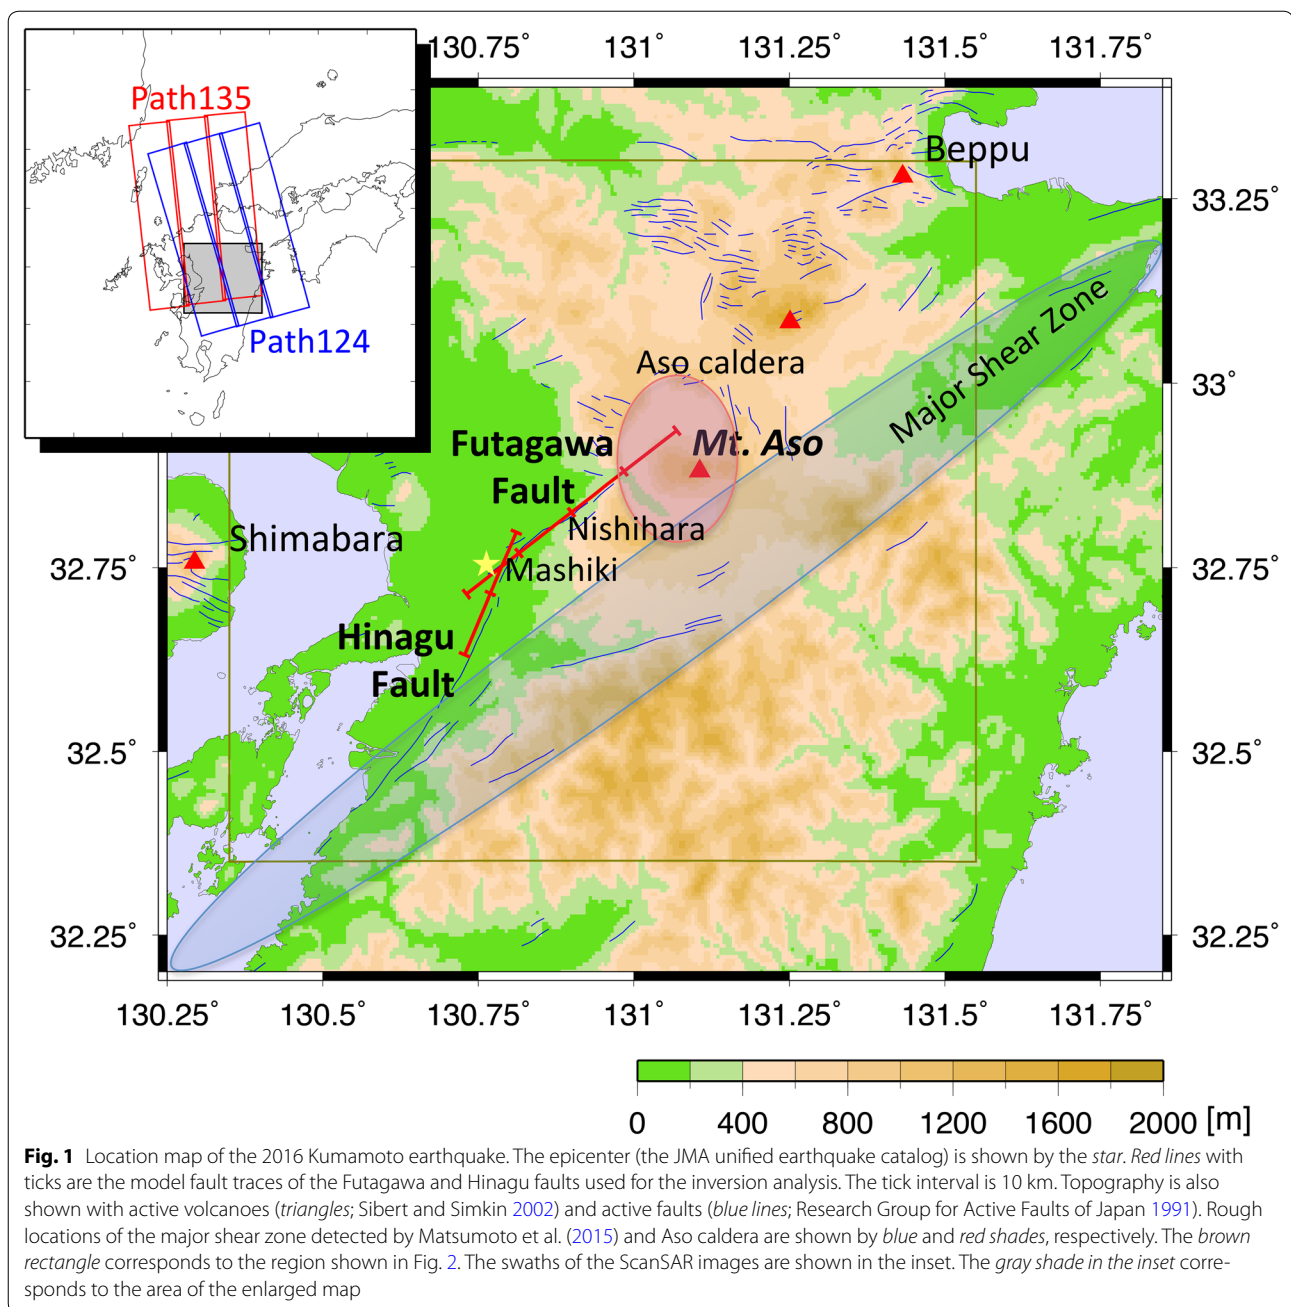 130.75° 131° 131.25° 131.5° 131.75°
Path135
Path124
Beppu
33.25°
Major Shear Zone
Aso caldera
33°
Futagawa
Fault
Mt. Aso
Nishihara
Shimabara
Mashiki
32.75° 32.75°
Hinagu
Fault
32.5° 32.5°
32.25° 32.25°
130.25° 130.5° 130.75° 131° 131.25° 131.5° 131.75°
0 400 800 1200 1600 2000 [m]
Fig. 1 Location map of the 2016 Kumamoto earthquake. The epicenter (the JMA unified earthquake catalog) is shown by the star. Red lines with
ticks are the model fault traces of the Futagawa and Hinagu faults used for the inversion analysis. The tick interval is 10 km. Topography is also
shown with active volcanoes (triangles; Sibert and Simkin 2002) and active faults (blue lines; Research Group for Active Faults of Japan 1991). Rough
locations of the major shear zone detected by Matsumoto et al. (2015) and Aso caldera are shown by blue and red shades, respectively. The brown
rectangle corresponds to the region shown in Fig. 2. The swaths of the ScanSAR images are shown in the inset. The gray shade in the inset corre-
sponds to the area of the enlarged map